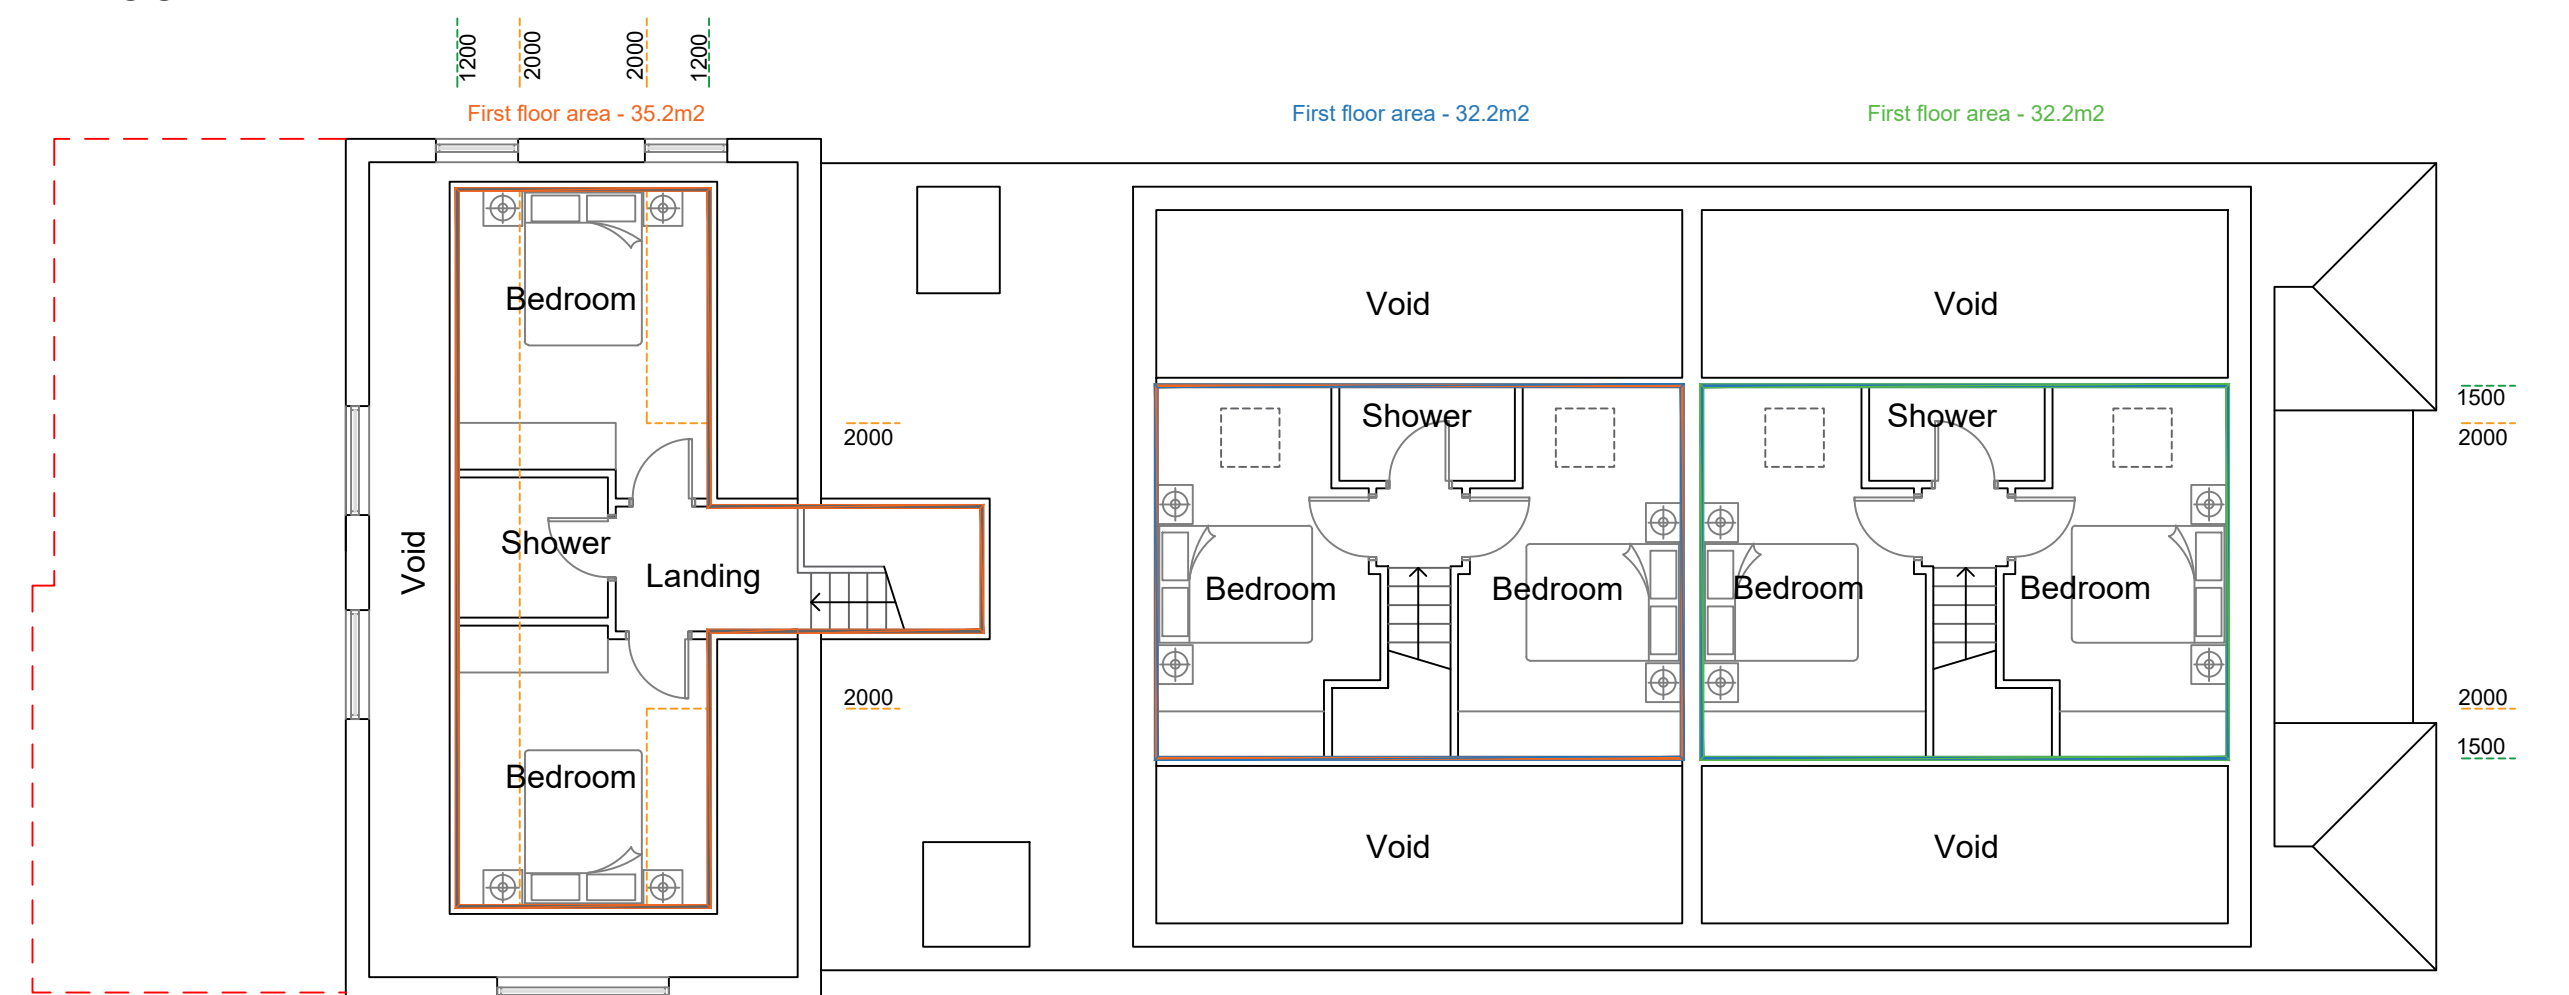 1200
2000
2000
1200
First floor area - 35.2m2
First floor area - 32.2m2
First floor area - 32.2m2
Bedroom
Void
Void
1500
2000
2000
Shower
Shower
Void
Shower
Landing
Bedroom
Bedroom
Bedroom
Bedroom
2000
2000
1500
Bedroom
Void
Void